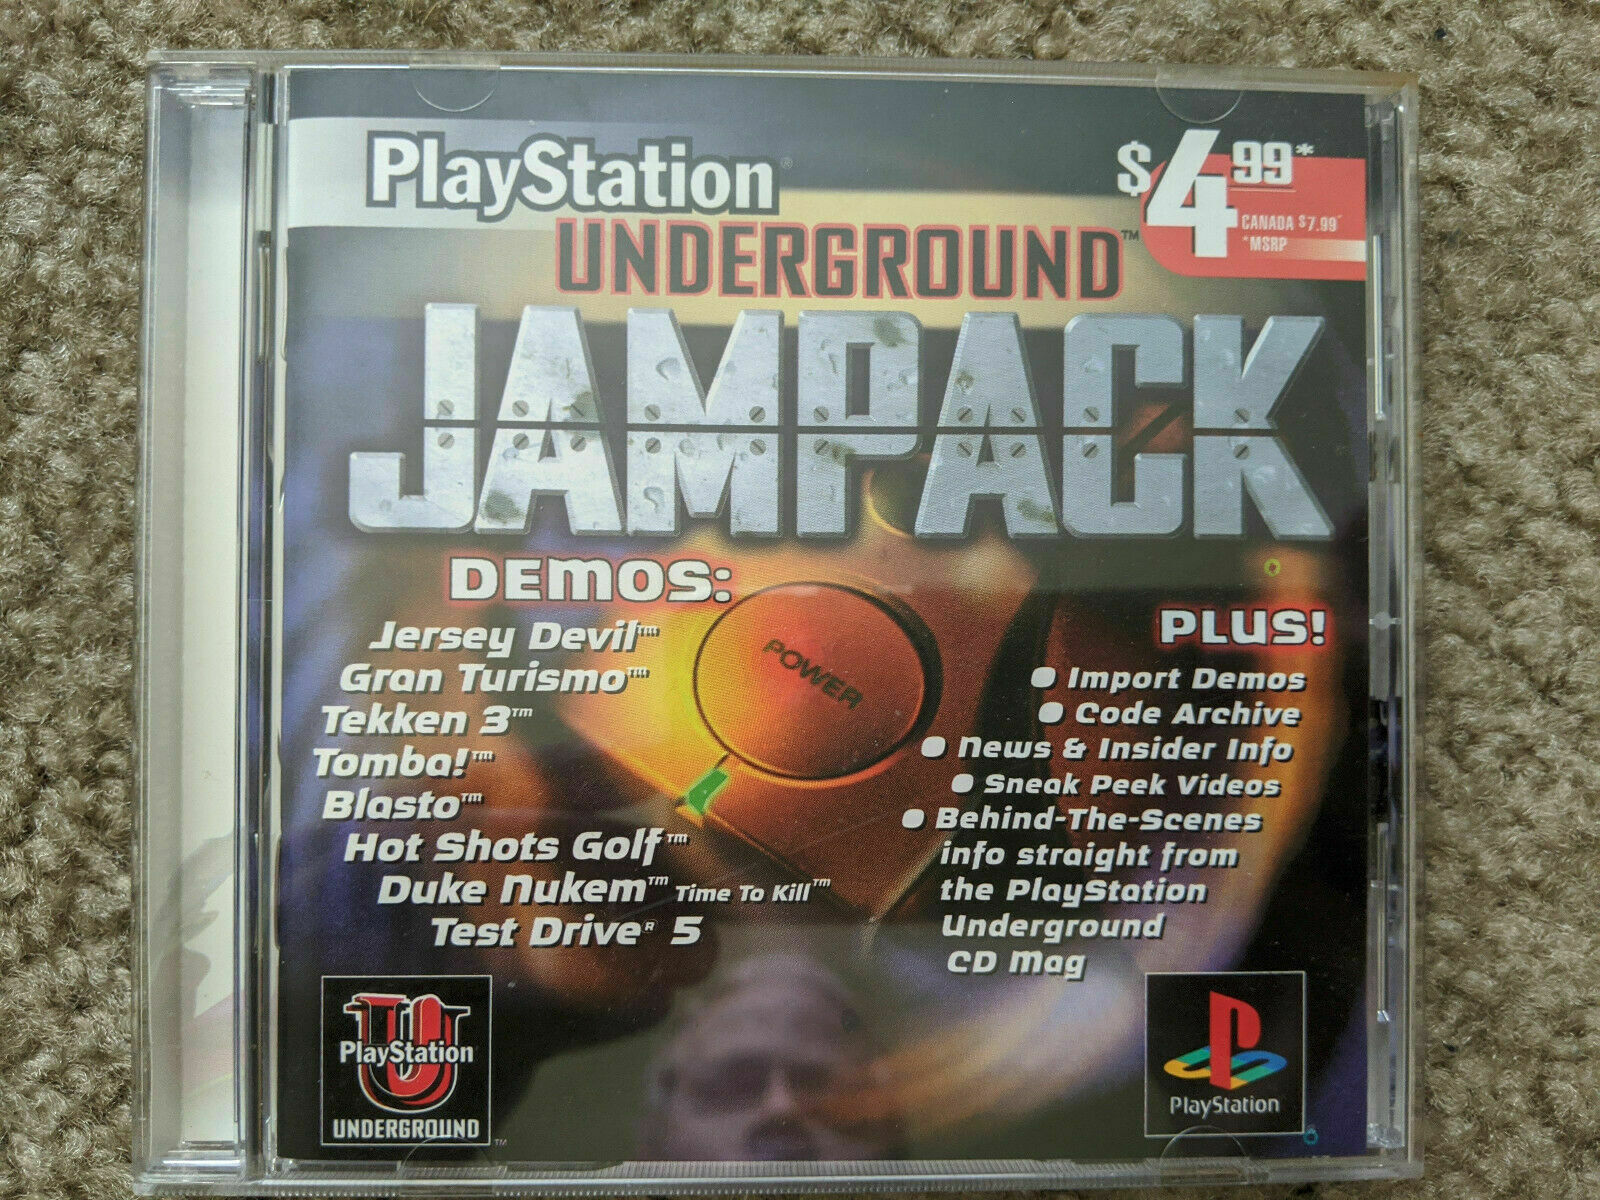 PlayStation®
UNDERGROUND™
$4.99*
CANADA $7.99*
*MSRP
JAMPACK
DEMOS:
Jersey Devil™
Gran Turismo™
Tekken 3™
Tomba!™
Blasto™
Hot Shots Golf™
Duke Nukem™ Time To Kill™
Test Drive® 5
POWER
PLUS!
Import Demos
Code Archive
News & Insider Info
Sneak Peek Videos
Behind-The-Scenes
info straight from
the PlayStation
Underground
CD Mag
U
PlayStation
UNDERGROUND™
PlayStation